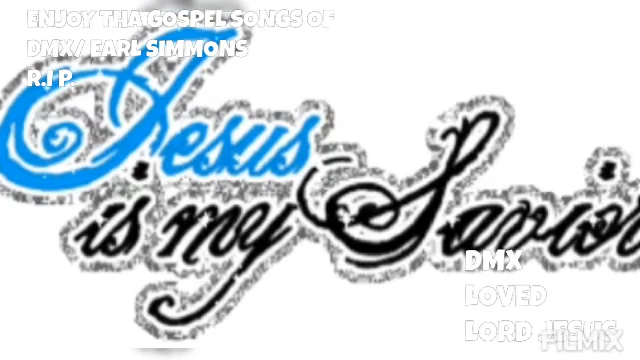 ENJOY THA GOSPEL SONGS OF
DMX/ EARL SIMMONS
R.I P.
Jesus
is my Savior
DMX
LOVED
LORD JESUS
FILMIX